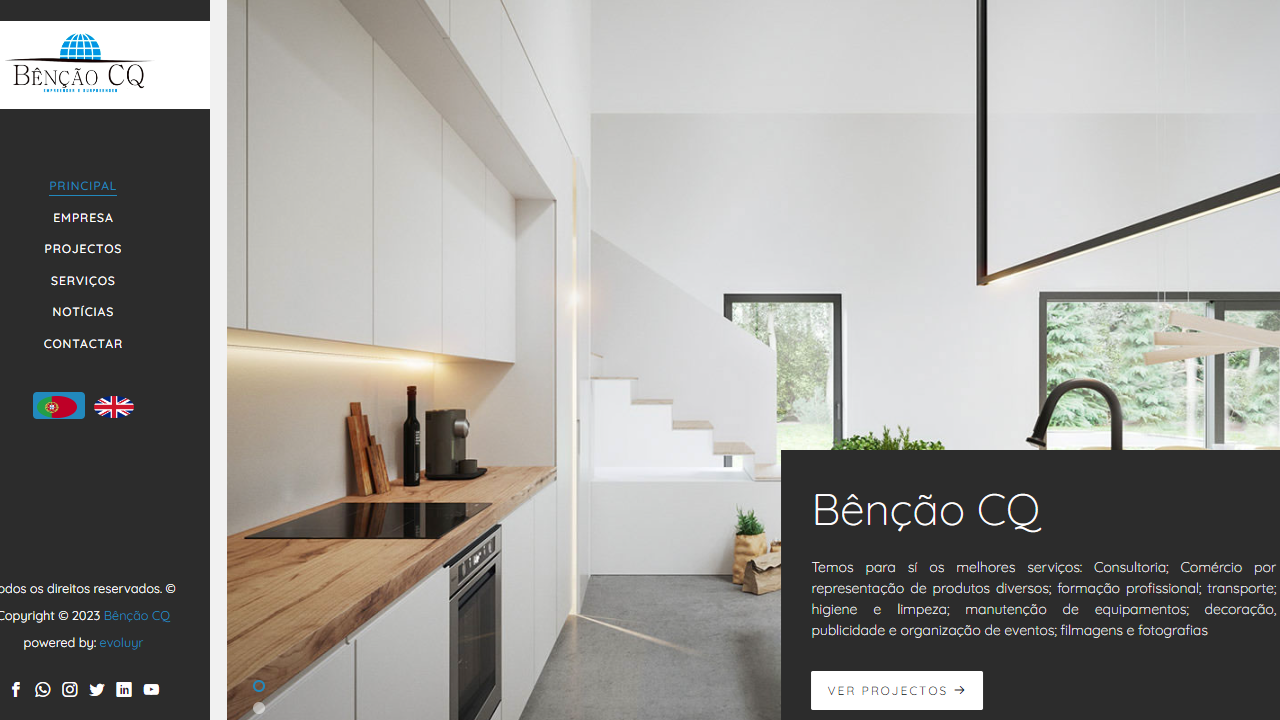 BÊNÇÃO CQ
PRINCIPAL
EMPRESA
PROJECTOS
SERVIÇOS
NOTÍCIAS
CONTACTAR
odos os direitos reservados. ©
Copyright © 2023 Bênção CQ
powered by: evoluyr
Bênção CQ
Temos para sí os melhores serviços: Consultoria; Comércio por
representação de produtos diversos; formação profissional; transporte;
higiene e limpeza; manutenção de equipamentos; decoração,
publicidade e organização de eventos; filmagens e fotografias
VER PROJECTOS →